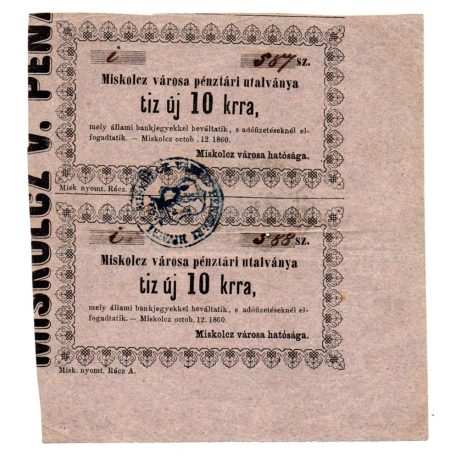 MISKOLCZ V. PÉNZ
i 587 sz.
Miskolcz városa pénztári utalványa
tiz új 10 krra,
mely állami bankjegyekkel beváltatik, s adófizetéseknél el-
fogadtatik. — Miskolcz octob. 12. 1860.
Miskolcz városa hatósága.
Misk. nyomt. Rácz
i. 588 sz.
Miskolcz városa pénztári utalványa
tiz új 10 krra,
mely állami bankjegyekkel beváltatik, s adófizetéseknél el-
fogadtatik. — Miskolcz octob. 12. 1860.
Miskolcz városa hatósága.
Misk. nyomt. Rácz A.